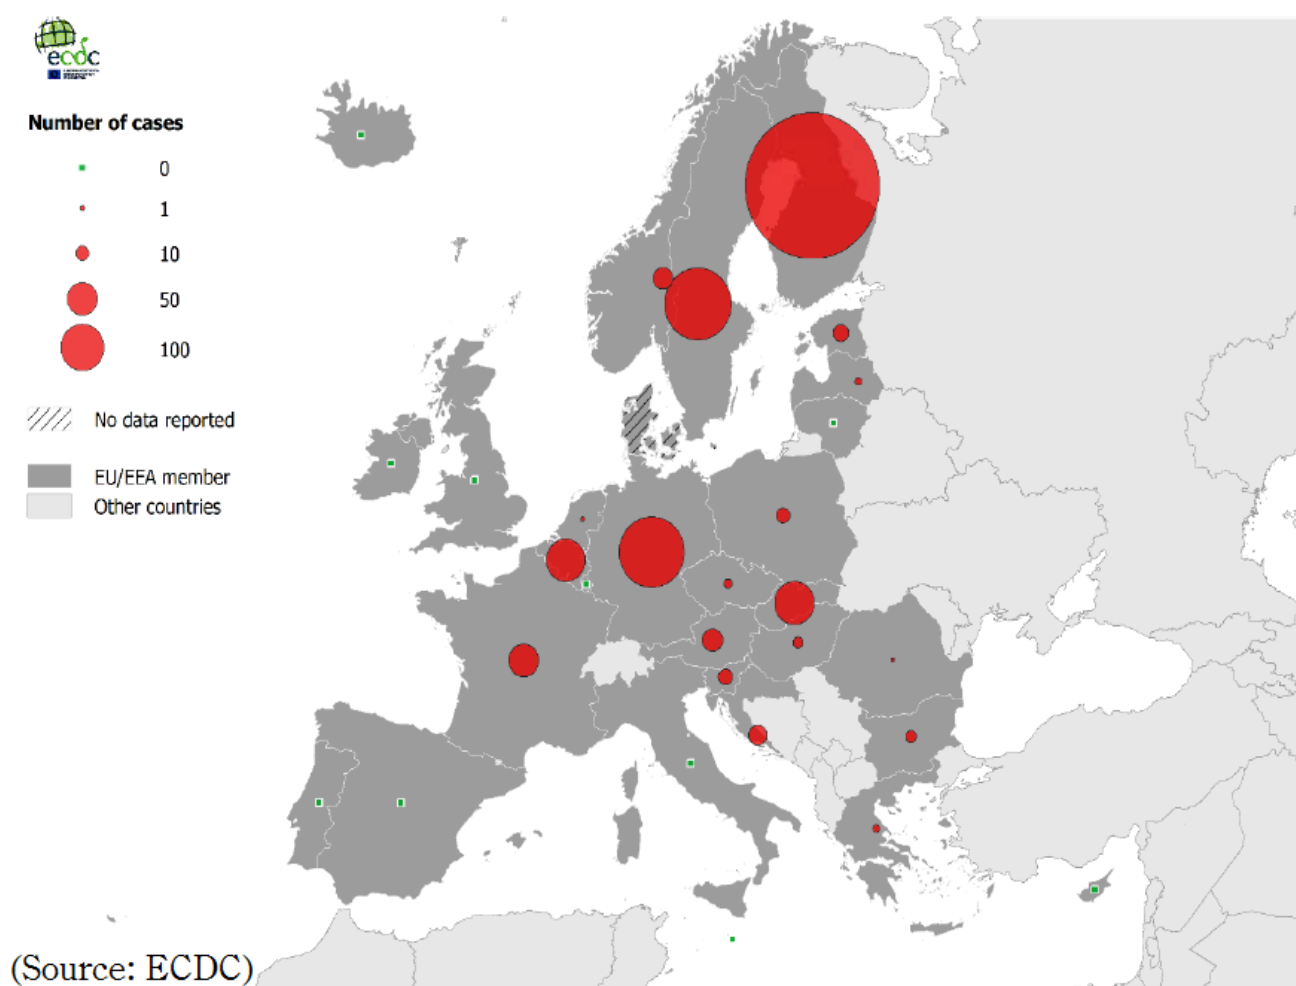 ecdc
Number of cases
0
1
10
50
100
No data reported
EU/EEA member
Other countries
(Source: ECDC)